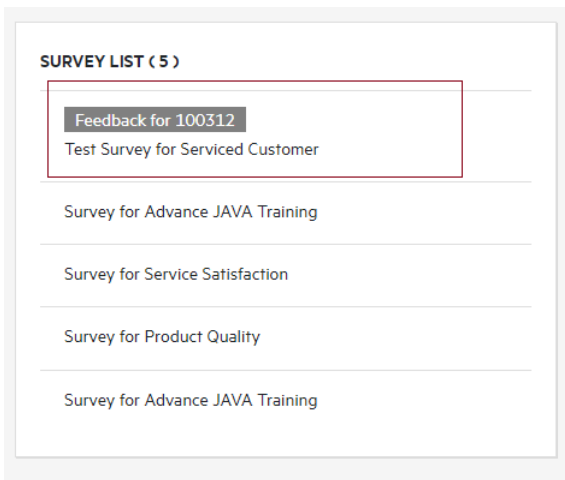 SURVEY LIST ( 5 )
Feedback for 100312
Test Survey for Serviced Customer
Survey for Advance JAVA Training
Survey for Service Satisfaction
Survey for Product Quality
Survey for Advance JAVA Training